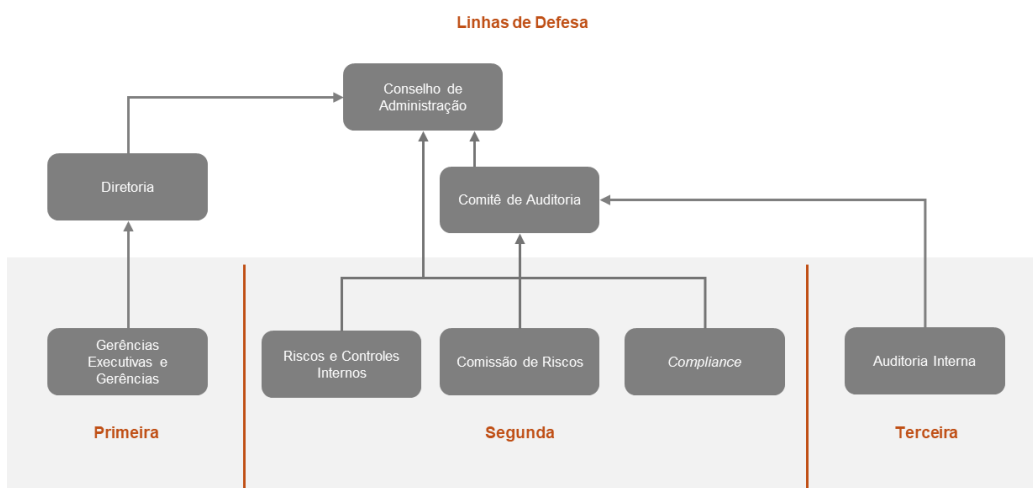 Linhas de Defesa
Conselho de
Administração
Diretoria
Comitê de Auditoria
Gerências
Executivas e
Gerências
Riscos e Controles
Internos
Comissão de Riscos
Compliance
Auditoria Interna
Primeira
Segunda
Terceira